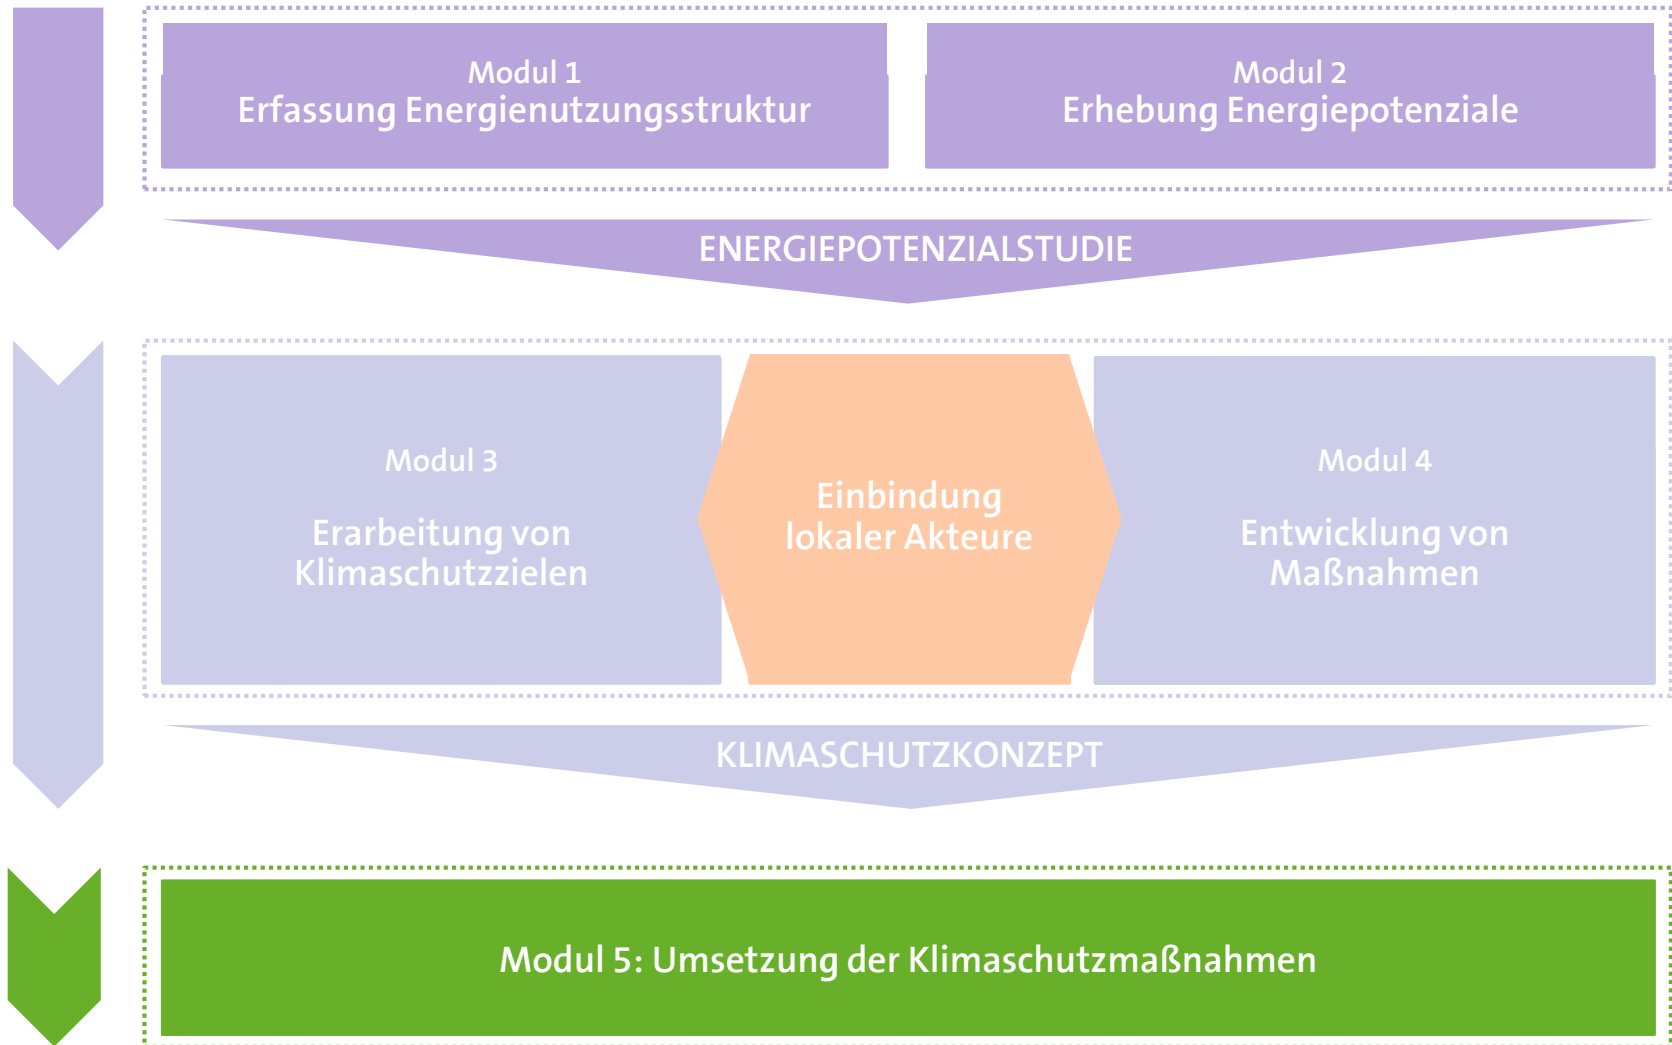 Modul 1
Erfassung Energienutzungsstruktur
Modul 2
Erhebung Energiepotenziale
ENERGIEPOTENZIALSTUDIE
Modul 3
Erarbeitung von
Klimaschutzzielen
Einbindung
lokaler Akteure
Modul 4
Entwicklung von
Maßnahmen
KLIMASCHUTZKONZEPT
Modul 5: Umsetzung der Klimaschutzmaßnahmen